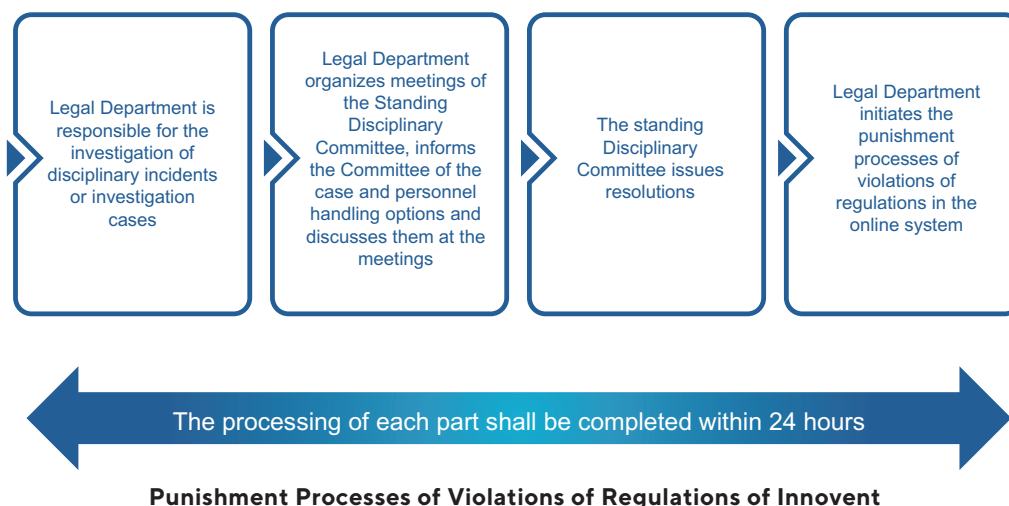 Legal Department is
responsible for the
investigation of
disciplinary incidents
or investigation
cases
Legal Department
organizes meetings of
the Standing
Disciplinary
Committee, informs
the Committee of the
case and personnel
handling options and
discusses them at the
meetings
The standing
Disciplinary
Committee issues
resolutions
Legal Department
initiates the
punishment
processes of
violations of
regulations in the
online system
The processing of each part shall be completed within 24 hours
Punishment Processes of Violations of Regulations of Innovent